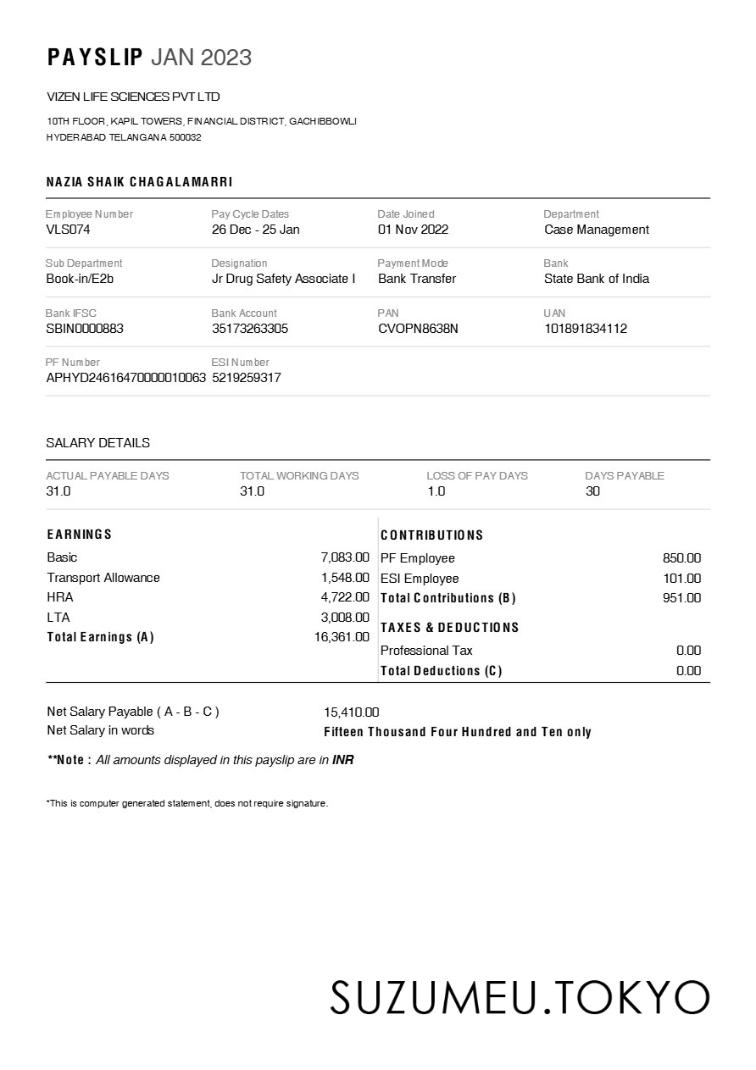 PAYSLIP JAN 2023
VIZEN LIFE SCIENCES PVT LTD
10TH FLOOR, KAPIL TOWERS, FINANCIAL DISTRICT, GACHIBBOWLI
HYDERABAD TELANGANA 500032
NAZIA SHAIK CHAGALAMARRI
Employee Number Pay Cycle Dates Date Joined Department
VLS074 26 Dec - 25 Jan 01 Nov 2022 Case Management
Sub Department Designation Payment Mode Bank
Book-in/E2b Jr Drug Safety Associate I Bank Transfer State Bank of India
Bank IFSC Bank Account PAN UAN
SBIN0000883 35173263305 CVOPN8638N 101891834112
PF Number ESI Number
APHYD24616470000010063 5219259317
SALARY DETAILS
ACTUAL PAYABLE DAYS TOTAL WORKING DAYS LOSS OF PAY DAYS DAYS PAYABLE
31.0 31.0 1.0 30
EARNINGS
Basic 7,083.00
Transport Allowance 1,548.00
HRA 4,722.00
LTA 3,008.00
Total Earnings (A) 16,361.00
CONTRIBUTIONS
PF Employee 850.00
ESI Employee 101.00
Total Contributions (B) 951.00
TAXES & DEDUCTIONS
Professional Tax 0.00
Total Deductions (C) 0.00
Net Salary Payable ( A - B - C ) 15,410.00
Net Salary in words Fifteen Thousand Four Hundred and Ten only
**Note : All amounts displayed in this payslip are in INR
*This is computer generated statement, does not require signature.
SUZUMEU.TOKYO